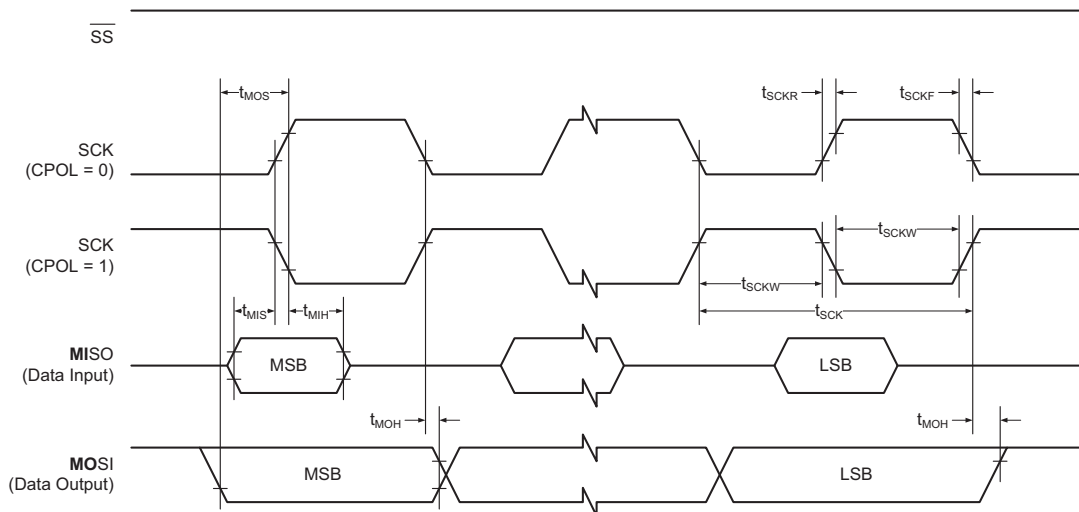 SS
tMOS
tSCKR
tSCKF
SCK
(CPOL = 0)
SCK
(CPOL = 1)
tSCKW
tSCKW
tMIS
tMIH
tSCK
MISO
(Data Input)
MSB
LSB
tMOH
tMOH
MOSI
(Data Output)
MSB
LSB